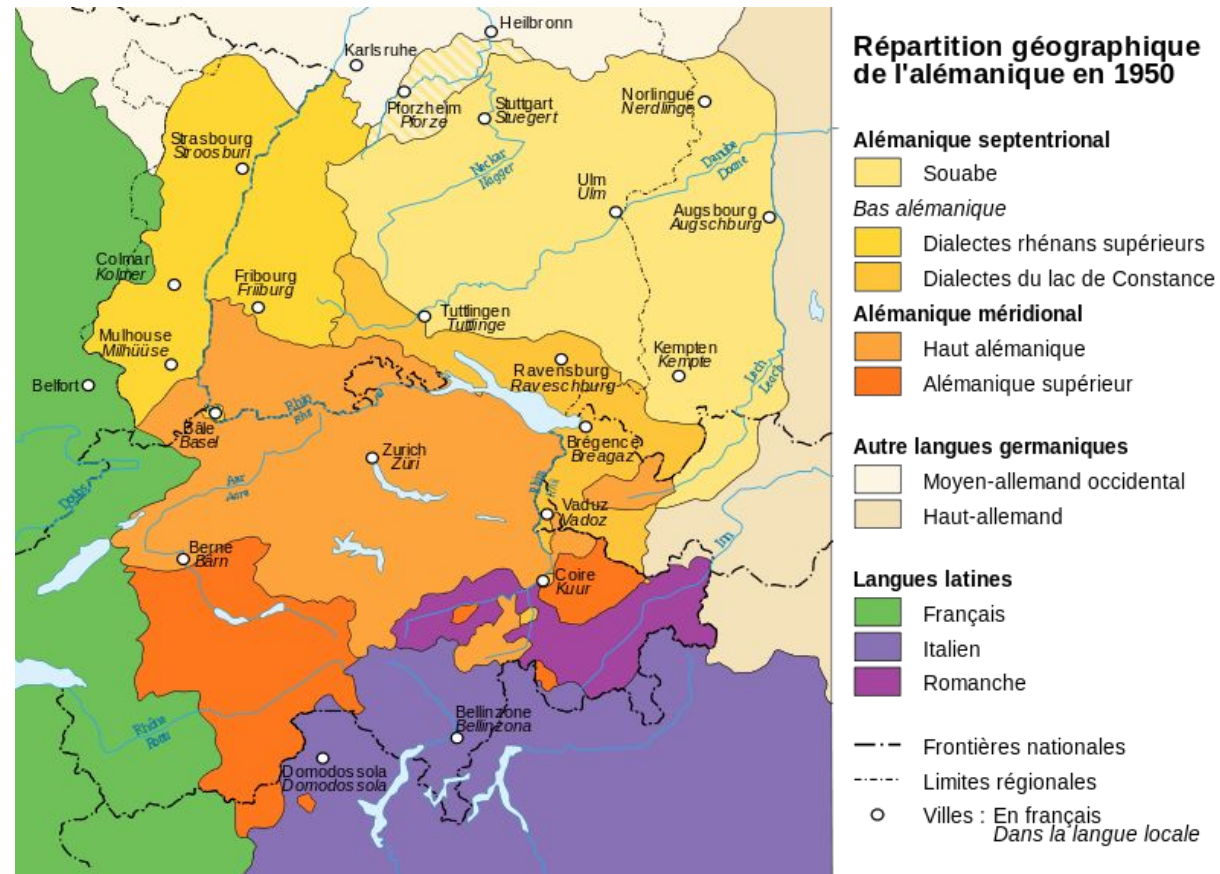 Heilbronn
Karlsruhe
Pforzheim
Pforze
Stuttgart
Stuegert
Norlingue
Nerdlinge
Strasbourg
Stroosburi
Neckar
Näggar
Danube
Ulm
Ulm
Augsbourg
Augschburg
Colmar
Kolmer
Fribourg
Friiburg
Tuttlingen
Tuttlinge
Mulhouse
Milhüüse
Belfort
Ravensburg
Raveschburg
Kempten
Kempte
Lech
Leach
Rhin
Bâle
Basel
Zurich
Züri
Brégence
Breagaz
Doubs
Aar
Aare
Rhin
Vaduz
Vadoz
Inn
Berne
Bärn
Coire
Kuur
Rhône
Bellinzone
Bellinzona
Domodossola
Domodossola
Répartition géographique
de l'alémanique en 1950
Alémanique septentrional
Souabe
Bas alémanique
Dialectes rhénans supérieurs
Dialectes du lac de Constance
Alémanique méridional
Haut alémanique
Alémanique supérieur
Autre langues germaniques
Moyen-allemand occidental
Haut-allemand
Langues latines
Français
Italien
Romanche
Frontières nationales
Limites régionales
Villes : En français
Dans la langue locale